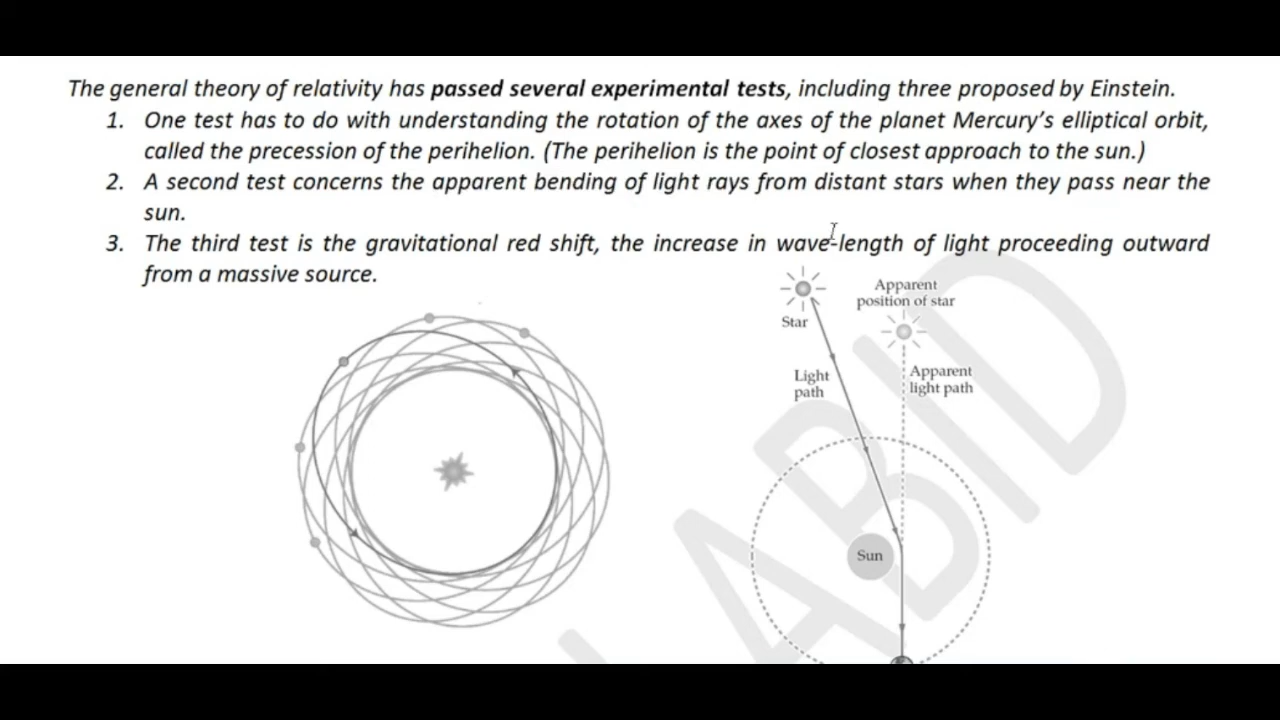 The general theory of relativity has passed several experimental tests, including three proposed by Einstein.
1. One test has to do with understanding the rotation of the axes of the planet Mercury's elliptical orbit,
called the precession of the perihelion. (The perihelion is the point of closest approach to the sun.)
2. A second test concerns the apparent bending of light rays from distant stars when they pass near the
sun.
3. The third test is the gravitational red shift, the increase in wave-length of light proceeding outward
from a massive source.
Star
Apparent
position of star
Light
path
Apparent
light path
Sun